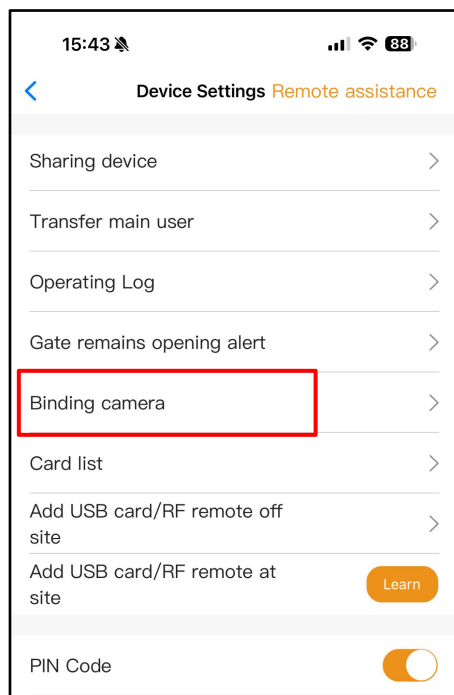 15:43
88
Device Settings Remote assistance
Sharing device
Transfer main user
Operating Log
Gate remains opening alert
Binding camera
Card list
Add USB card/RF remote off
site
Add USB card/RF remote at
site
Learn
PIN Code